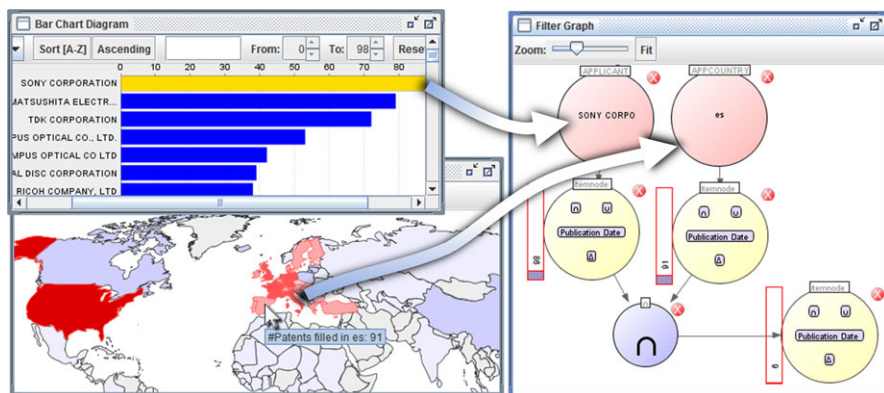 Bar Chart Diagram
Sort [A-Z] Ascending From: 0 To: 98 Rese
0 10 20 30 40 50 60 70 80
SONY CORPORATION
MATSUSHITA ELECTR...
TDK CORPORATION
PUS OPTICAL CO., LTD.
MPUS OPTICAL CO LTD
AL DISC CORPORATION
RICOH COMPANY, LTD
#Patents filled in es: 91
Filter Graph
Zoom: Fit
APPLICANT APPCOUNTRY
SONY CORPO es
itemnode itemnode
∩ ∪ ∩ ∪
Publication Date Publication Date
Δ Δ
98 91
∩ itemnode
∩ ∪
∩ Publication Date
Δ
6